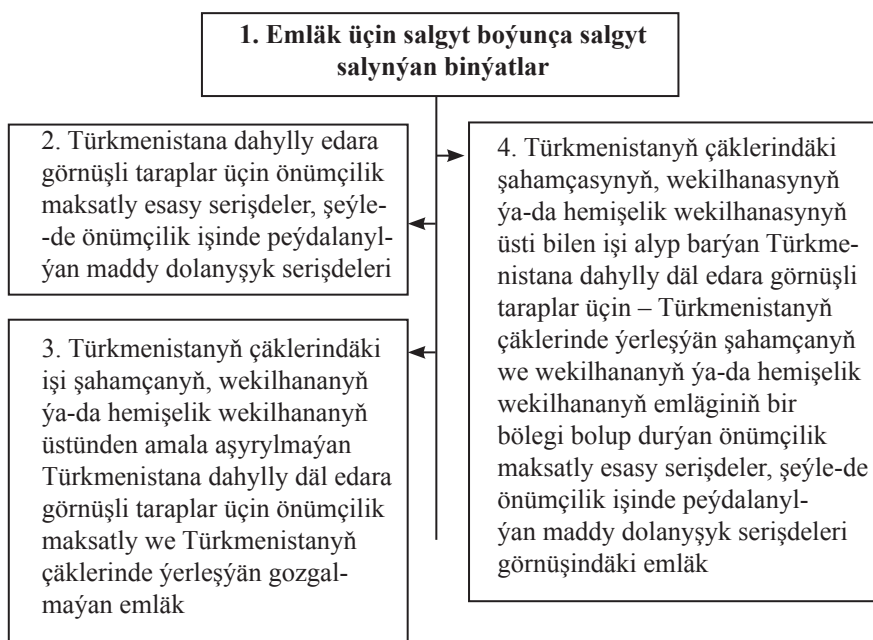 1. Emläk üçin salgyt boýunça salgyt
salynýan binýatlar
2. Türkmenistana dahylly edara
görnüşli taraplar üçin önümçilik
maksatly esasy serişdeler, şeýle-
-de önümçilik işinde peýdalanyl-
ýan maddy dolanyşyk serişdeleri
3. Türkmenistanyň çäklerindäki
işi şahamçanyň, wekilhananyň
ýa-da hemişelik wekilhananyň
üstünden amala aşyrylmaýan
Türkmenistana dahylly däl edara
görnüşli taraplar üçin önümçilik
maksatly we Türkmenistanyň
çäklerinde ýerleşýän gozgal-
maýan emläk
4. Türkmenistanyň çäklerindäki
şahamçasynyň, wekilhanasynyň
ýa-da hemişelik wekilhanasynyň
üsti bilen işi alyp barýan Türkme-
nistana dahylly däl edara görnüşli
taraplar üçin – Türkmenistanyň
çäklerinde ýerleşýän şahamçanyň
we wekilhananyň ýa-da hemişelik
wekilhananyň emläginiň bir
bölegi bolup durýan önümçilik
maksatly esasy serişdeler, şeýle-de
önümçilik işinde peýdalanyl-
ýan maddy dolanyşyk serişdeleri
görnüşindäki emläk